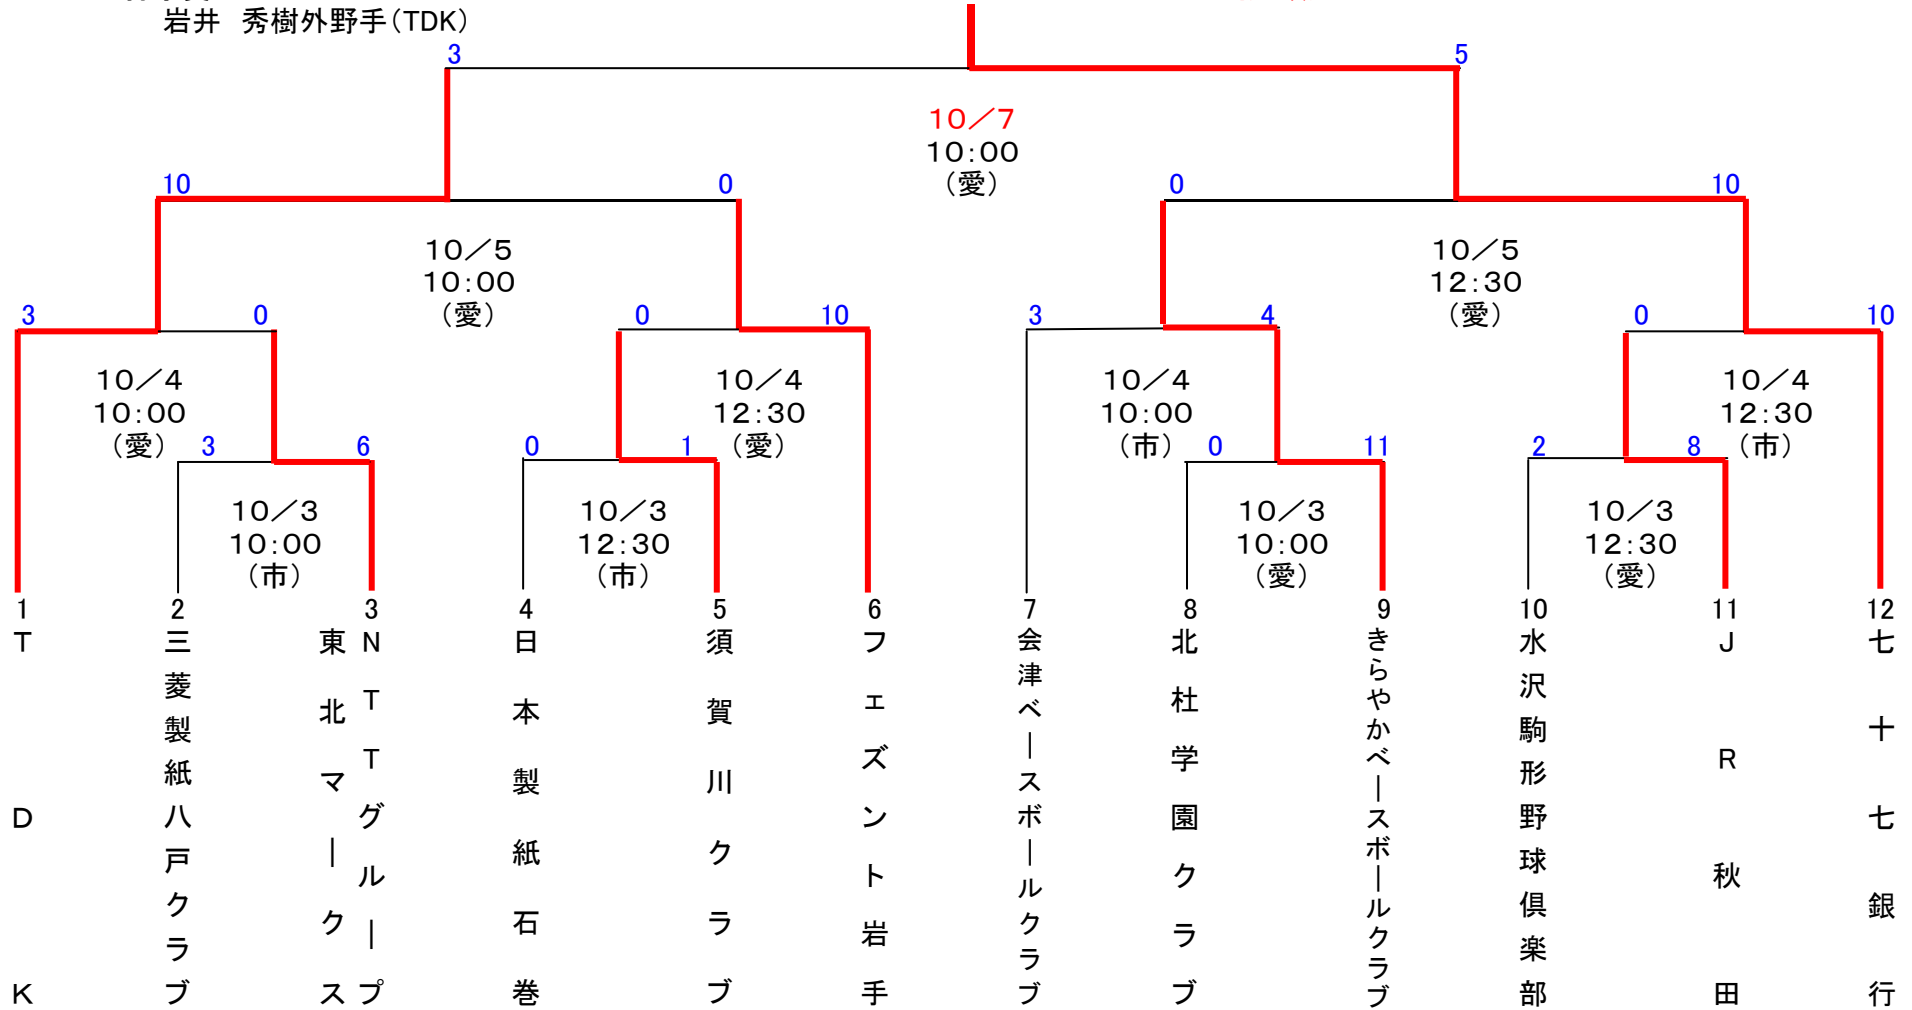 岩井　秀樹外野手（TDK）
3
5
10／7
10:00
（愛）
10
0
0
10
10／5
10:00
（愛）
10／5
12:30
（愛）
3
0
0
10
3
4
0
10
10／4
10:00
（愛）
10／4
12:30
（愛）
10／4
10:00
（市）
10／4
12:30
（市）
3
6
0
1
0
11
2
8
10／3
10:00
（市）
10／3
12:30
（市）
10／3
10:00
（愛）
10／3
12:30
（愛）
1
TDK
2
三菱製紙八戸クラブ
3
NTTグループ
東北マークス
4
日本製紙石巻
5
須賀川クラブ
6
フェズント岩手
7
会津ベースボールクラブ
8
北杜学園クラブ
9
きらやかベースボールクラブ
10
水沢駒形野球倶楽部
11
JR秋田
12
七十七銀行